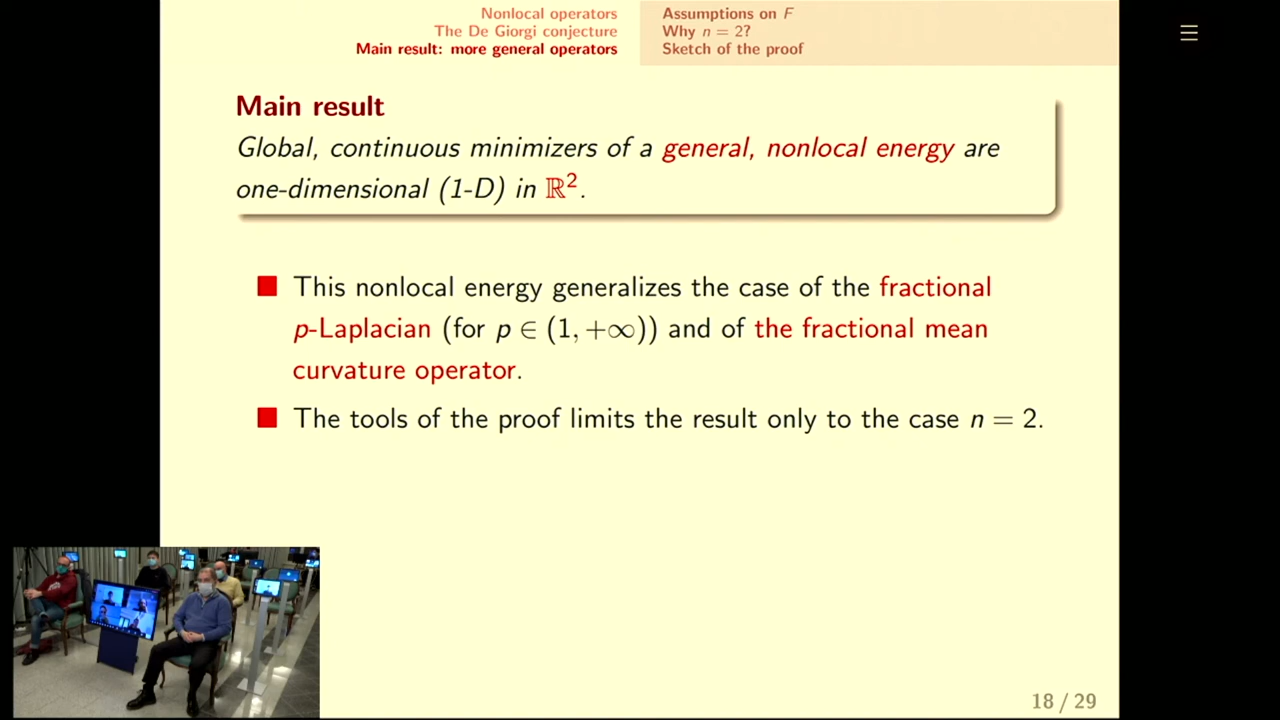 Nonlocal operators
The De Giorgi conjecture
Main result: more general operators
Assumptions on F
Why n = 2?
Sketch of the proof
Main result
Global, continuous minimizers of a general, nonlocal energy are
one-dimensional (1-D) in ℝ².
This nonlocal energy generalizes the case of the fractional
p-Laplacian (for p ∈ (1, +∞)) and of the fractional mean
curvature operator.
The tools of the proof limits the result only to the case n = 2.
18 / 29